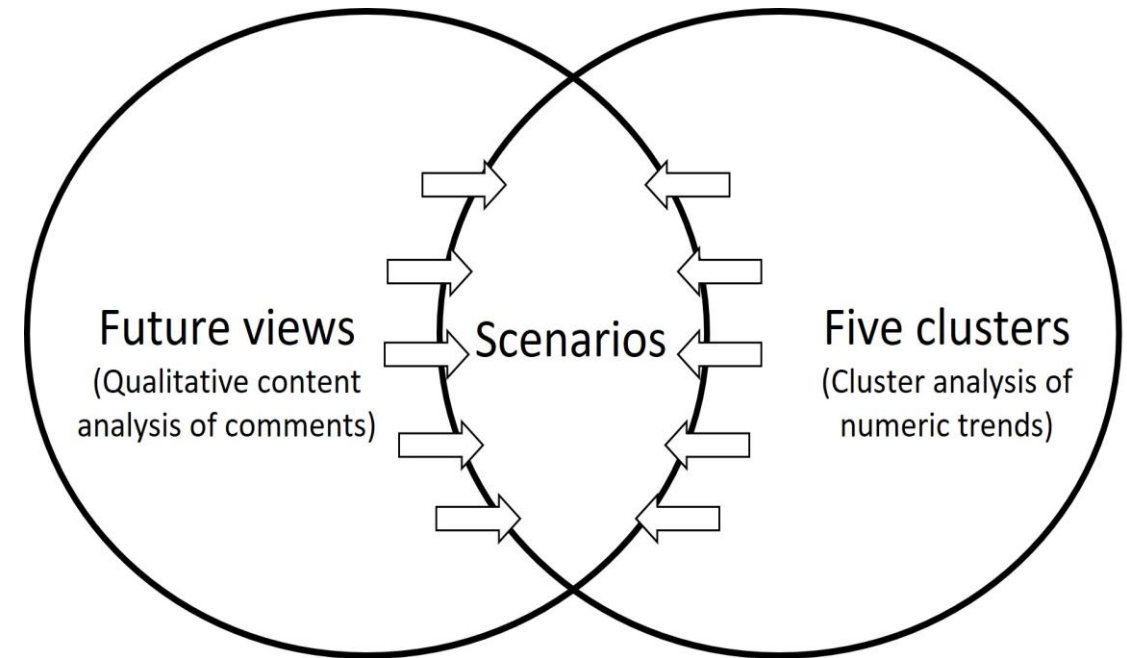 Future views
(Qualitative content
analysis of comments)
Scenarios
Five clusters
(Cluster analysis of
numeric trends)